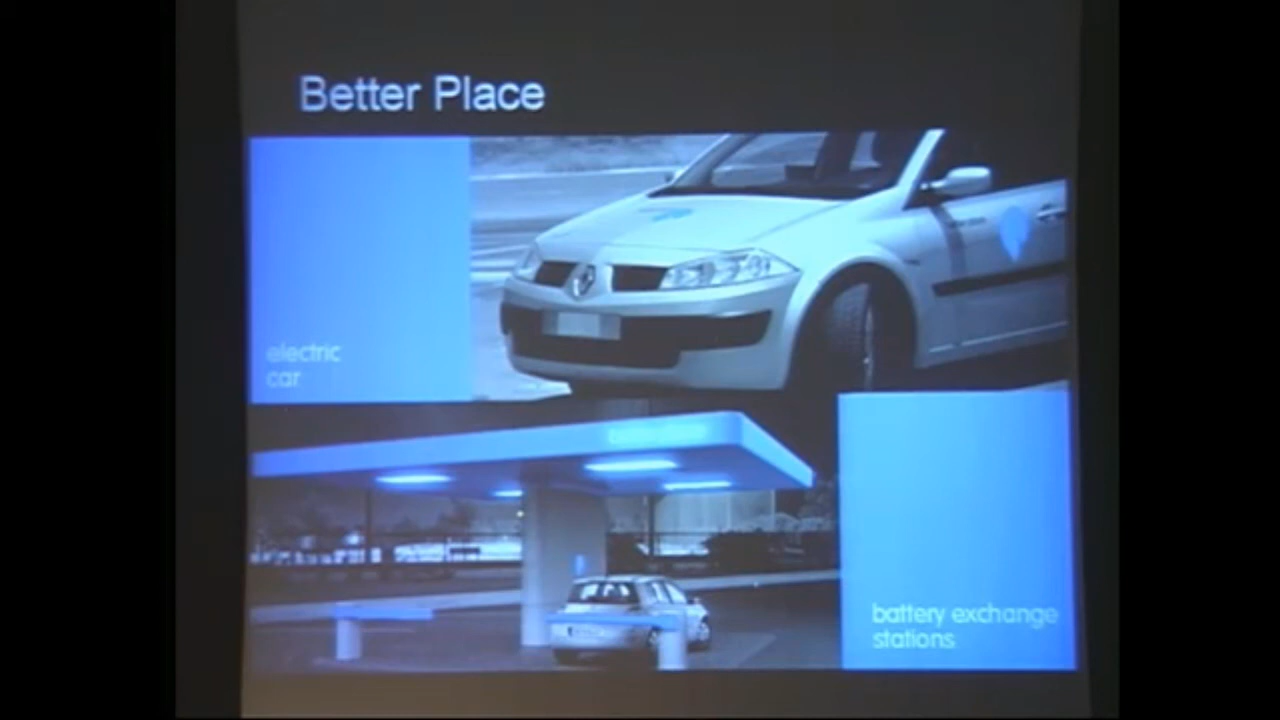 Better Place
electric
car
battery exchange
stations